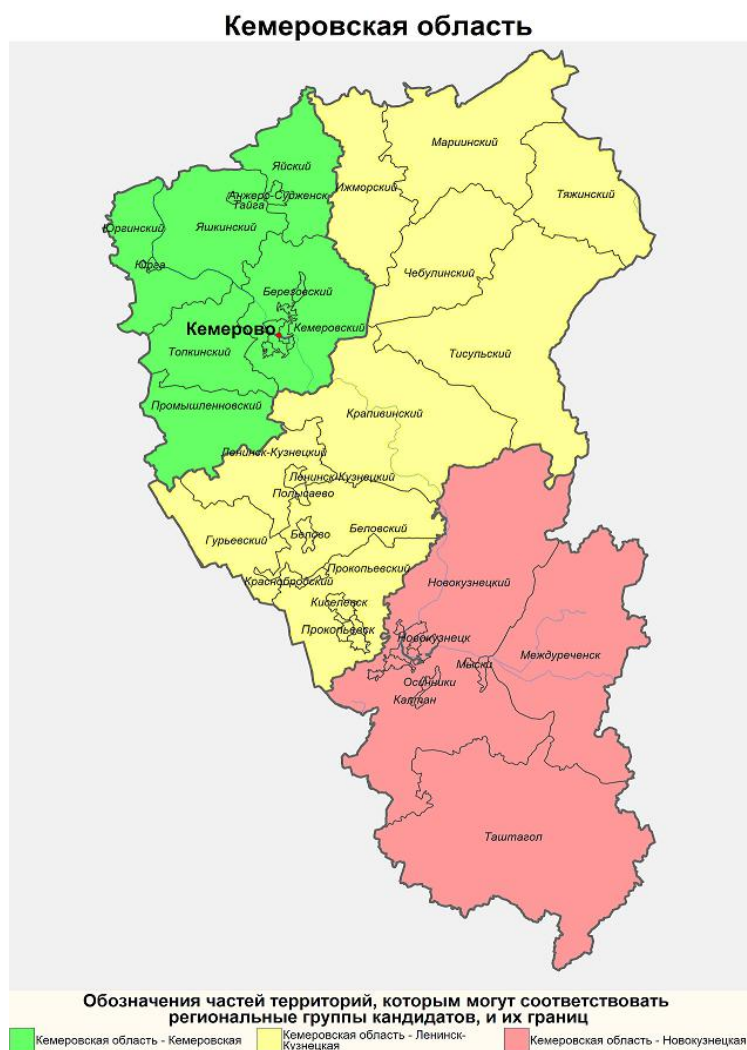 Кемеровская область
Яйский
Анжеро-Судженск
Тайга
Ижморский
Мариинский
Тяжинский
Юргинский
Яшкинский
Юрга
Чебулинский
Березовский
Кемерово
Кемеровский
Топкинский
Тисульский
Промышленновский
Крапивинский
Ленинск-Кузнецкий
Ленинск-Кузнецкий
Полысаево
Гурьевский
Белово
Беловский
Прокопьевский
Краснобродский
Киселевск
Прокопьевск
Новокузнецкий
Новокузнецк
Мыски
Междуреченск
Осинники
Калтан
Таштагол
Обозначения частей территорий, которым могут соответствовать
региональные группы кандидатов, и их границ
Кемеровская область - Кемеровская
Кемеровская область - Ленинск-
Кузнецкая
Кемеровская область - Новокузнецкая